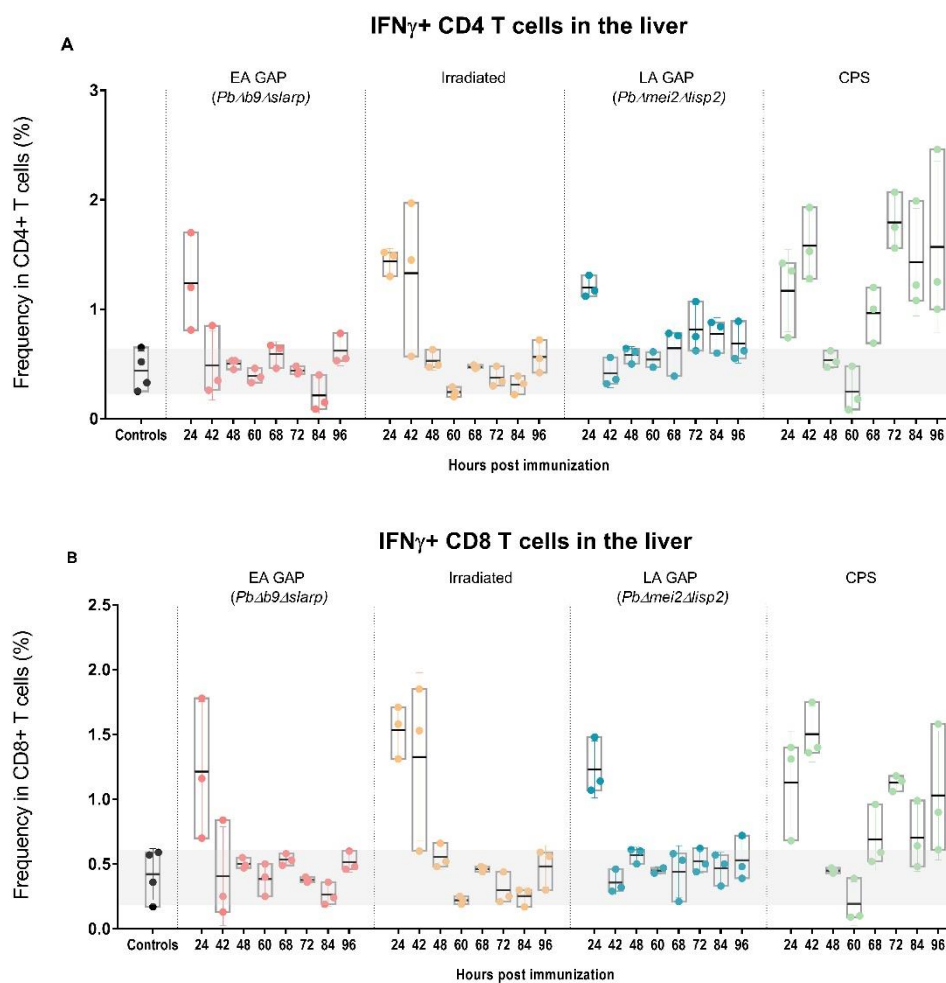 IFNγ+ CD4 T cells in the liver
A
EA GAP
(PbΔb9Δslarp)
Irradiated
LA GAP
(PbΔmei2Δlisp2)
CPS
Frequency in CD4+ T cells (%)
3
2
1
0
Controls 24 42 48 60 68 72 84 96 24 42 48 60 68 72 84 96 24 42 48 60 68 72 84 96 24 42 48 60 68 72 84 96
Hours post immunization
IFNγ+ CD8 T cells in the liver
B
EA GAP
(PbΔb9Δslarp)
Irradiated
LA GAP
(PbΔmei2Δlisp2)
CPS
Frequency in CD8+ T cells (%)
2.5
2.0
1.5
1.0
0.5
0.0
Controls 24 42 48 60 68 72 84 96 24 42 48 60 68 72 84 96 24 42 48 60 68 72 84 96 24 42 48 60 68 72 84 96
Hours post immunization